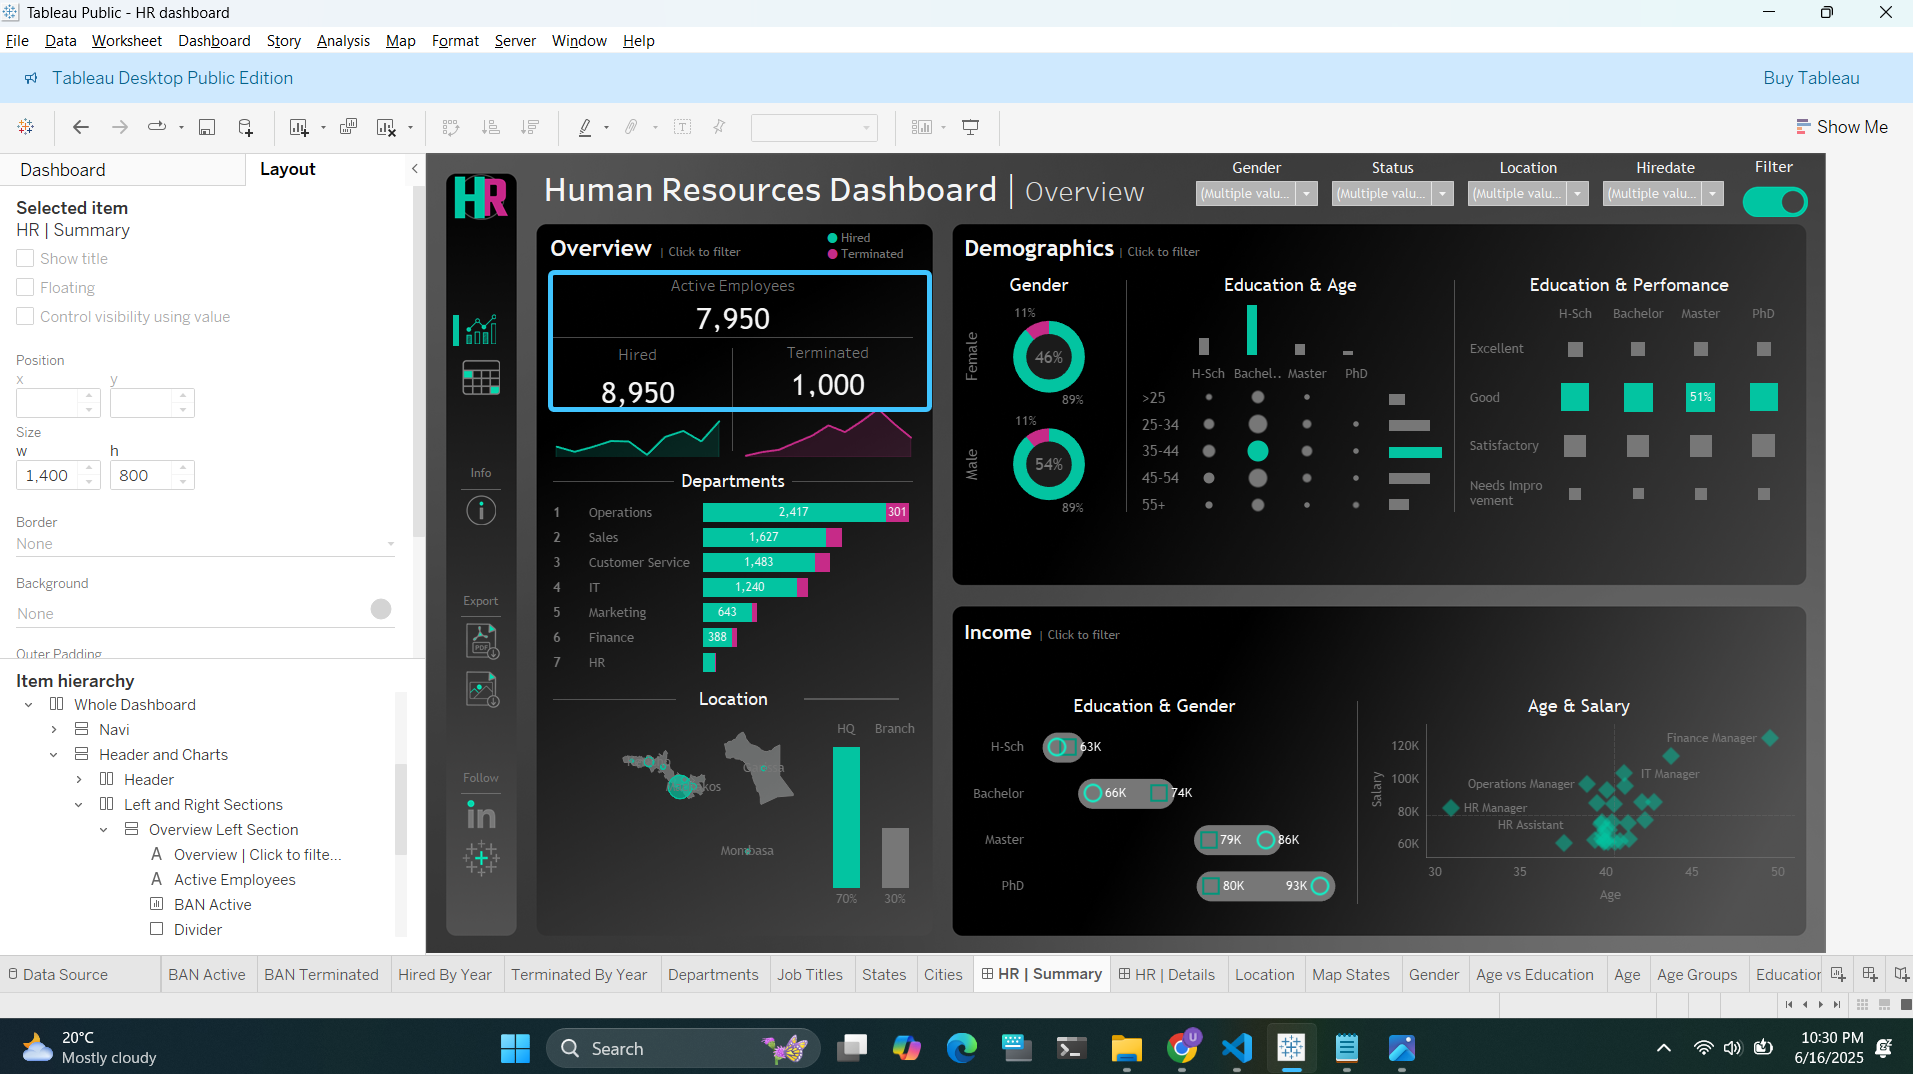 Tableau Public - HR dashboard
File Data Worksheet Dashboard Story Analysis Map Format Server Window Help
Tableau Desktop Public Edition
Buy Tableau
Show Me
Dashboard
Layout
Selected item
HR | Summary
Show title
Floating
Control visibility using value
Position
x y
Size
w h
1,400 800
Border
None
Background
None
Outer Padding
Item hierarchy
Whole Dashboard
Navi
Header and Charts
Header
Left and Right Sections
Overview Left Section
Overview | Click to filte...
Active Employees
BAN Active
Divider
HR
Info
Export
PDF
Follow
in
Human Resources Dashboard | Overview
Gender Status Location Hiredate Filter
(Multiple valu... (Multiple valu... (Multiple valu... (Multiple valu...
Overview | Click to filter
Hired
Terminated
Active Employees
7,950
Hired Terminated
8,950 1,000
Departments
1 Operations 2,417 301
2 Sales 1,627
3 Customer Service 1,483
4 IT 1,240
5 Marketing 643
6 Finance 388
7 HR
Location
HQ Branch
Mombasa
70% 30%
Demographics | Click to filter
Gender
11%
Female 46%
89%
11%
Male 54%
89%
Education & Age
H-Sch Bachel.. Master PhD
>25
25-34
35-44
45-54
55+
Education & Perfomance
H-Sch Bachelor Master PhD
Excellent
Good 51%
Satisfactory
Needs Impro
vement
Income | Click to filter
Education & Gender
H-Sch 63K
Bachelor 66K 74K
Master 79K 86K
PhD 80K 93K
Age & Salary
Salary
120K
100K
80K
60K
Finance Manager
IT Manager
Operations Manager
HR Manager
HR Assistant
30 35 40 45 50
Age
Data Source BAN Active BAN Terminated Hired By Year Terminated By Year Departments Job Titles States Cities HR | Summary HR | Details Location Map States Gender Age vs Education Age Age Groups Education
20°C
Mostly cloudy
Search
U
10:30 PM
6/16/2025